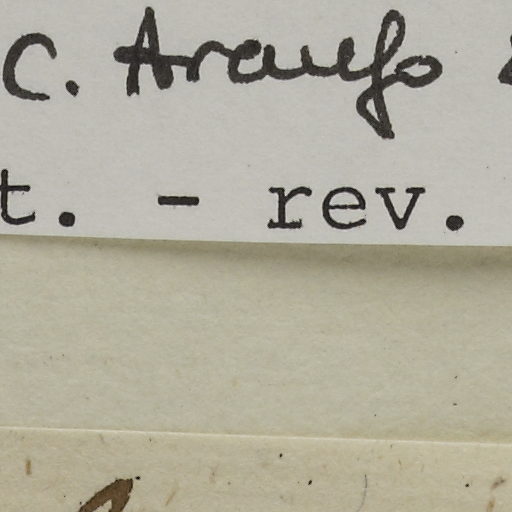 C. Araujo
t. - rev.